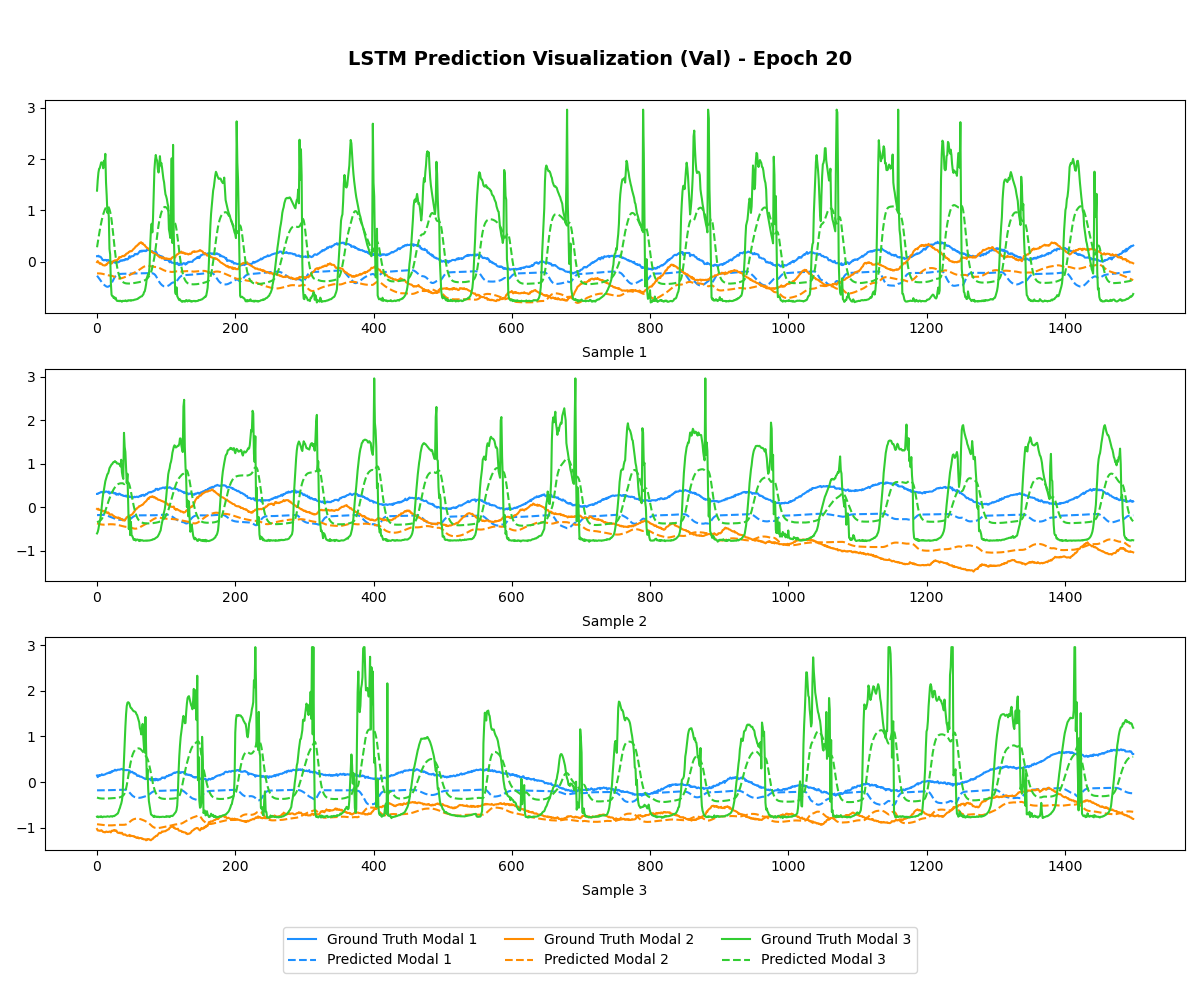 LSTM Prediction Visualization (Val) - Epoch 20
3
2
1
0
0 200 400 600 800 1000 1200 1400
Sample 1
3
2
1
0
−1
0 200 400 600 800 1000 1200 1400
Sample 2
3
2
1
0
−1
0 200 400 600 800 1000 1200 1400
Sample 3
Ground Truth Modal 1 Ground Truth Modal 2 Ground Truth Modal 3
Predicted Modal 1 Predicted Modal 2 Predicted Modal 3